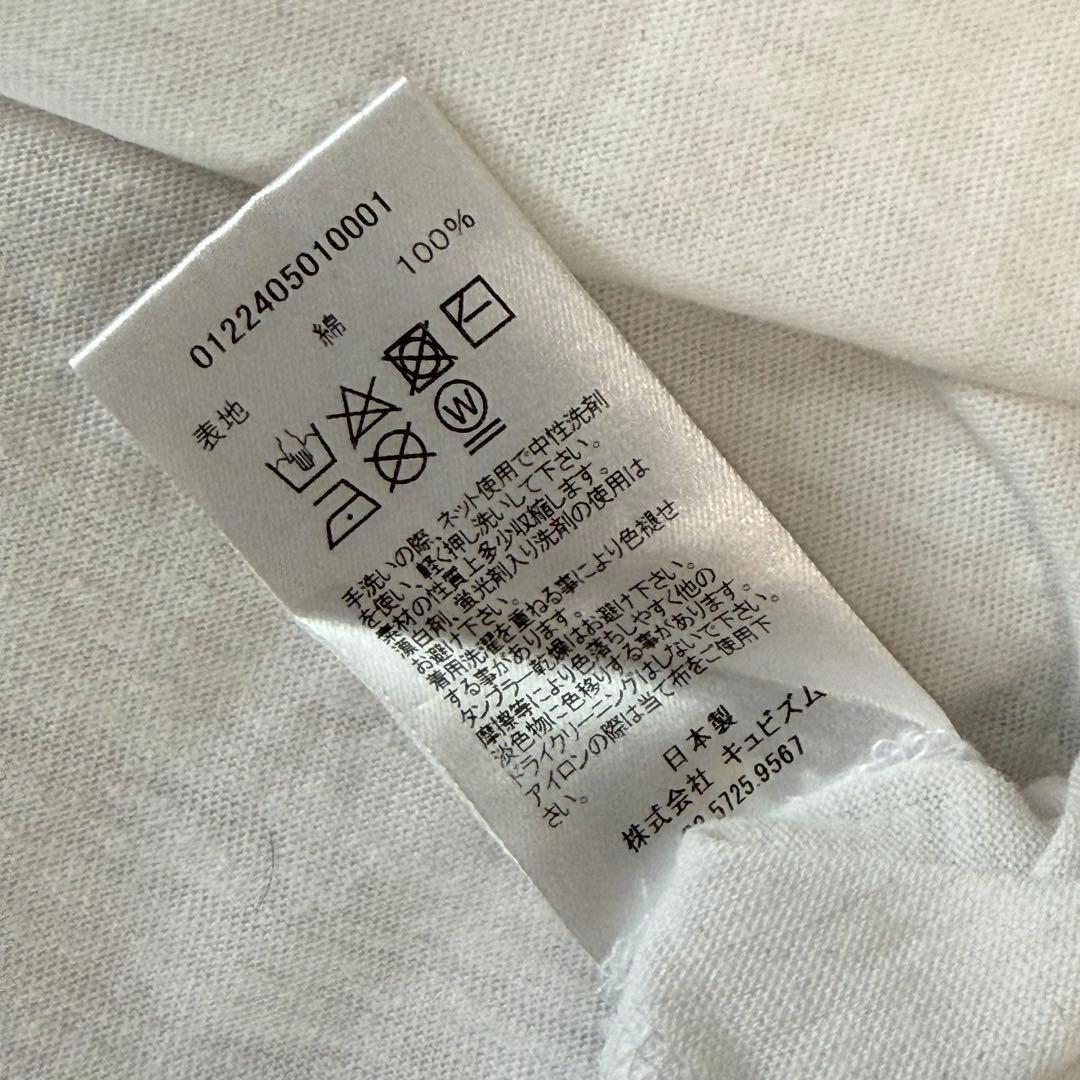 0122405010001
表地 綿 100%
W
手洗いの際、ネット使用で中性洗剤
を使い、軽く押し洗いして下さい。
素材の性質上多少収縮します。
漂白剤、蛍光剤入り洗剤の使用は
お避け下さい。
着用洗濯を重ねる事により色褪せ
する事があります。
タンブラー乾燥はお避け下さい。
摩擦等により色落ちしやすく他の
淡色物に色移りする事があります。
ドライクリーニングはしないで下さい。
アイロンの際は当て布をご使用下
さい。
日本製
株式会社 キュビズム
5725.9567